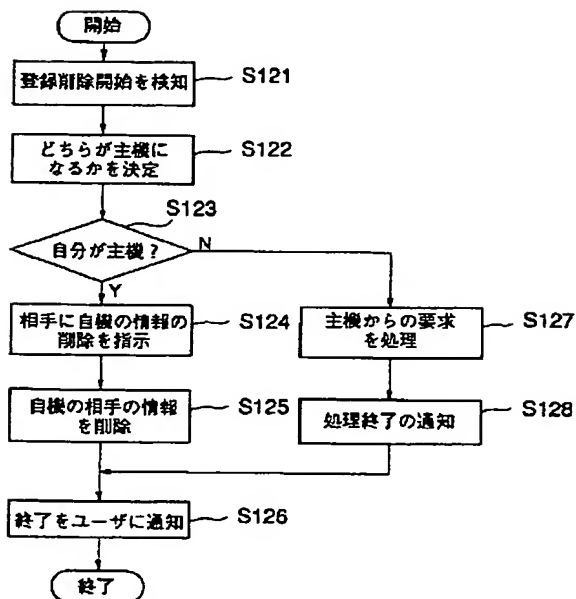 開始
登録削除開始を検知
S121
どちらが主機に
なるかを決定
S122
S123
自分が主機？
N
Y
相手に自機の情報の
削除を指示
S124
主機からの要求
を処理
S127
自機の相手の情報
を削除
S125
処理終了の通知
S128
終了をユーザに通知
S126
終了